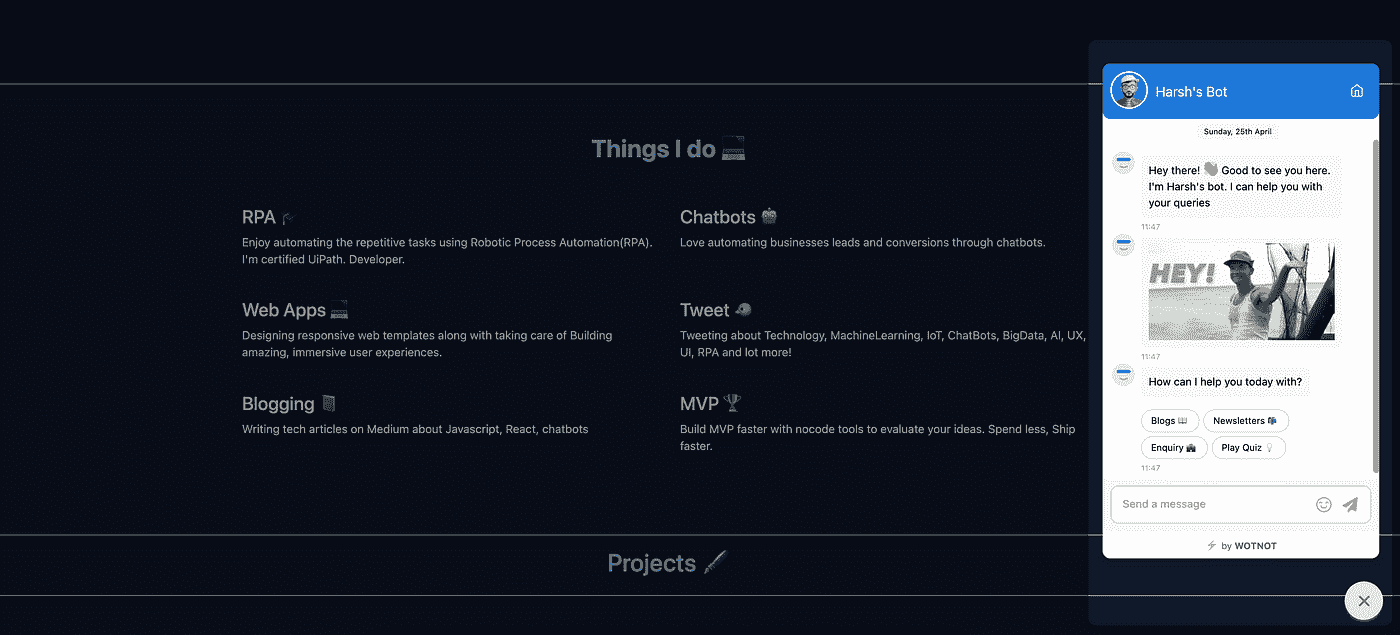 Things I do
RPA
Enjoy automating the repetitive tasks using Robotic Process Automation(RPA).
I'm certified UiPath. Developer.
Chatbots
Love automating businesses leads and conversions through chatbots.
Web Apps
Designing responsive web templates along with taking care of Building
amazing, immersive user experiences.
Tweet
Tweeting about Technology, MachineLearning, IoT, ChatBots, BigData, AI, UX,
UI, RPA and lot more!
Blogging
Writing tech articles on Medium about Javascript, React, chatbots
MVP
Build MVP faster with nocode tools to evaluate your ideas. Spend less, Ship
faster.
Projects
Harsh's Bot
Sunday, 25th April
Hey there! 👋 Good to see you here.
I'm Harsh's bot. I can help you with
your queries
11:47
HEY!
11:47
How can I help you today with?
Blogs
Newsletters
Enquiry
Play Quiz
11:47
Send a message
by WOTNOT